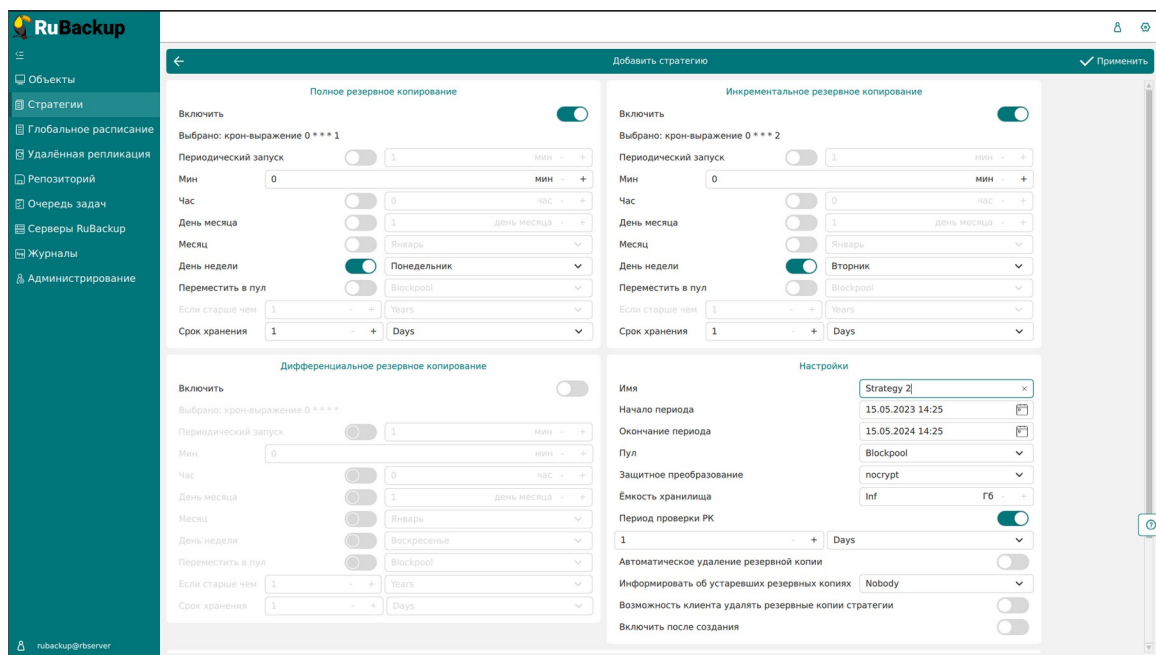 RuBackup
Объекты
Стратегии
Глобальное расписание
Удалённая репликация
Репозиторий
Очередь задач
Серверы RuBackup
Журналы
Администрирование
rubackup@rbserver
Добавить стратегию
Применить
Полное резервное копирование
Включить
Выбрано: крон-выражение 0 * * * 1
Периодический запуск 1 мин - +
Мин 0 мин - +
Час 0 час - +
День месяца 1 день месяца - +
Месяц Январь
День недели Понедельник
Переместить в пул Blockpool
Если старше чем 1 - + Years
Срок хранения 1 - + Days
Инкрементальное резервное копирование
Включить
Выбрано: крон-выражение 0 * * * 2
Периодический запуск 1 мин - +
Мин 0 мин - +
Час 0 час - +
День месяца 1 день месяца - +
Месяц Январь
День недели Вторник
Переместить в пул Blockpool
Если старше чем 1 - + Years
Срок хранения 1 - + Days
Дифференциальное резервное копирование
Включить
Выбрано: крон-выражение 0 * * * *
Периодический запуск 1 мин - +
Мин 0 мин - +
Час 0 час - +
День месяца 1 день месяца - +
Месяц Январь
День недели Воскресенье
Переместить в пул Blockpool
Если старше чем 1 - + Years
Срок хранения 1 - + Days
Настройки
Имя Strategy 2 ×
Начало периода 15.05.2023 14:25
Окончание периода 15.05.2024 14:25
Пул Blockpool
Защитное преобразование nocrypt
Ёмкость хранилища Inf Гб - +
Период проверки РК
1 - + Days
Автоматическое удаление резервной копии
Информировать об устаревших резервных копиях Nobody
Возможность клиента удалять резервные копии стратегии
Включить после создания